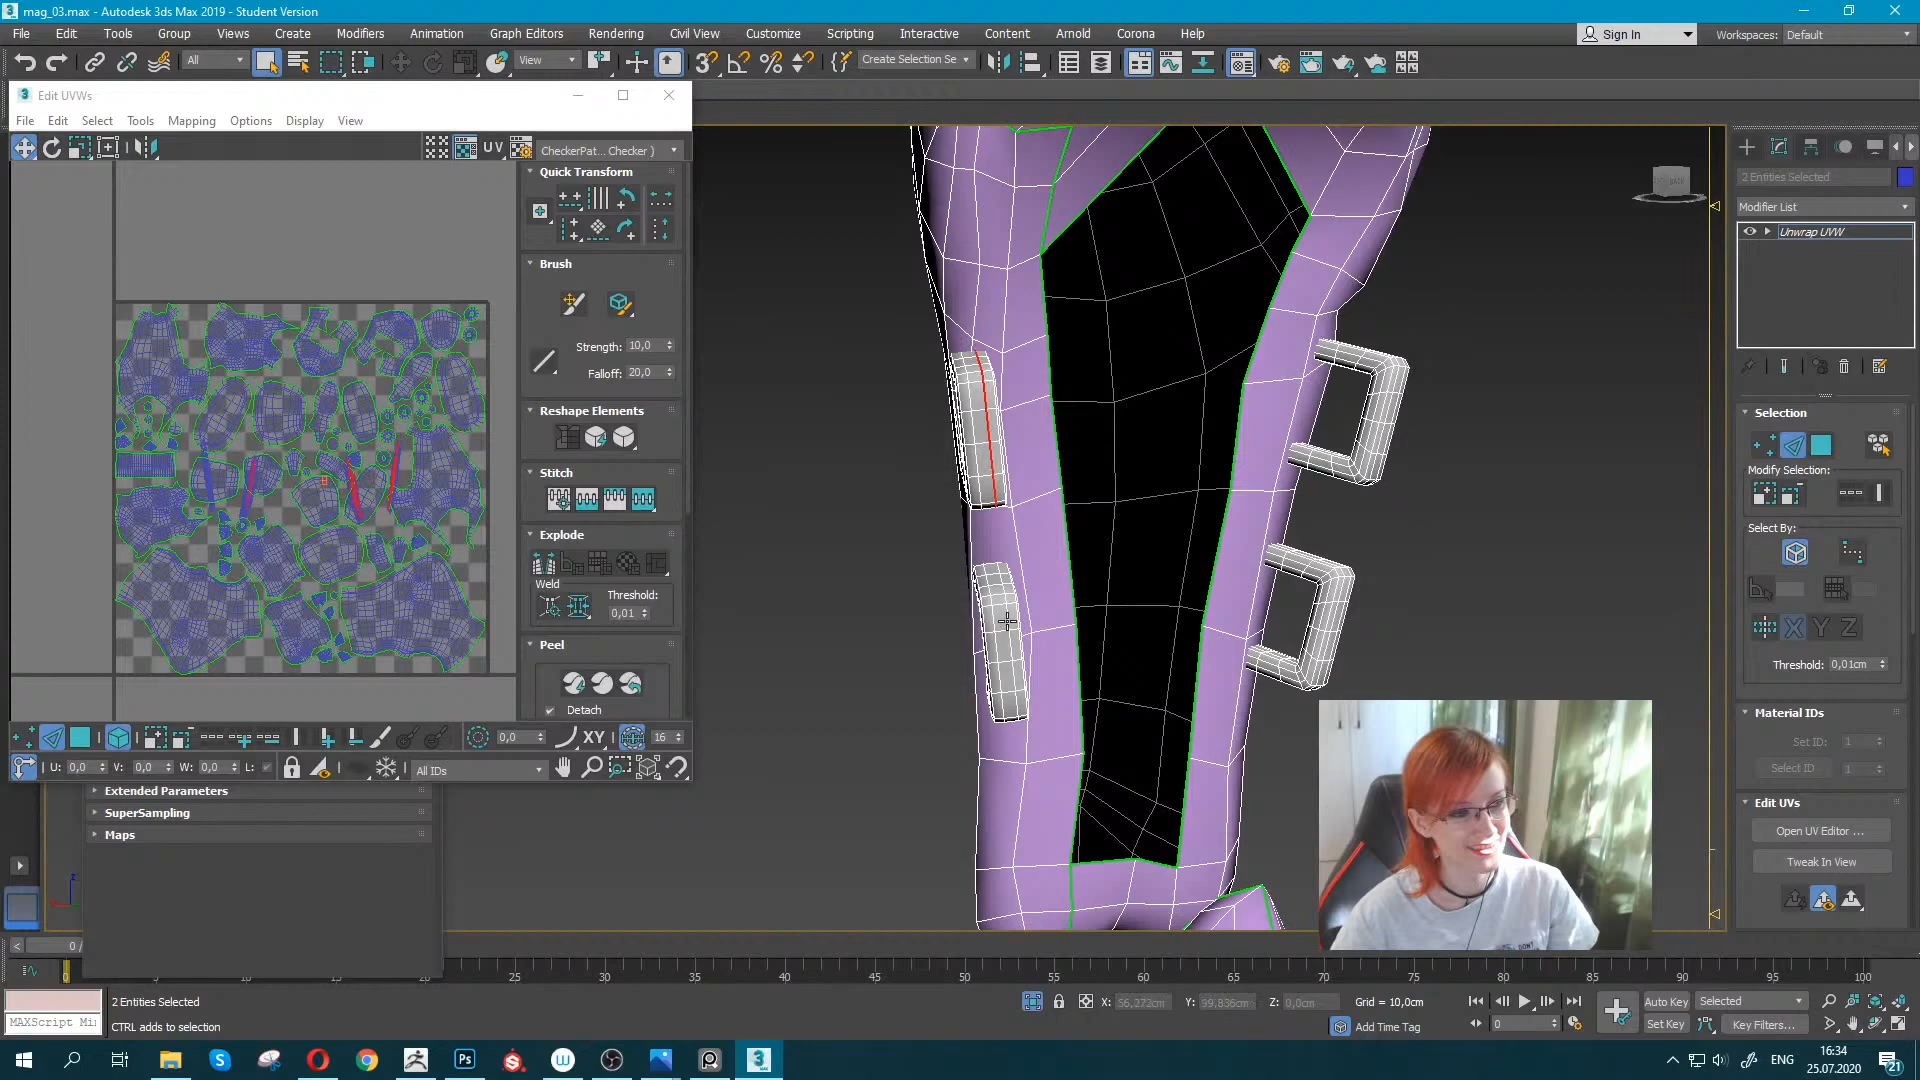 mag_03.max - Autodesk 3ds Max 2019 - Student Version
File Edit Tools Group Views Create Modifiers Animation Graph Editors Rendering Civil View Customize Scripting Interactive Content Arnold Corona Help
Sign In
Workspaces: Default
All
View
Create Selection Se
Edit UVWs
File Edit Select Tools Mapping Options Display View
UV
CheckerPat... Checker )
Quick Transform
Brush
Strength: 10,0
Falloff: 20,0
Reshape Elements
Stitch
Explode
Weld
Threshold:
0,01
Peel
Detach
0,0
XY
16
U: 0,0 V: 0,0 W: 0,0 L:
All IDs
Extended Parameters
SuperSampling
Maps
2 Entities Selected
Modifier List
Unwrap UVW
Selection
Modify Selection:
Select By:
X Y Z
Threshold: 0,01cm
Material IDs
Set ID: 1
Select ID 1
Edit UVs
Open UV Editor ...
Tweak In View
0 /
0 5 10 15 20 25 30 35 40 45 50 55 60 65 70 75 80 85 90 95 100
MAXScript Mi
2 Entities Selected
CTRL adds to selection
X: 56,272cm Y: 99,836cm Z: 0,0cm Grid = 10,0cm
Add Time Tag
0
Auto Key Selected
Set Key Key Filters...
ENG
16:34
25.07.2020
21